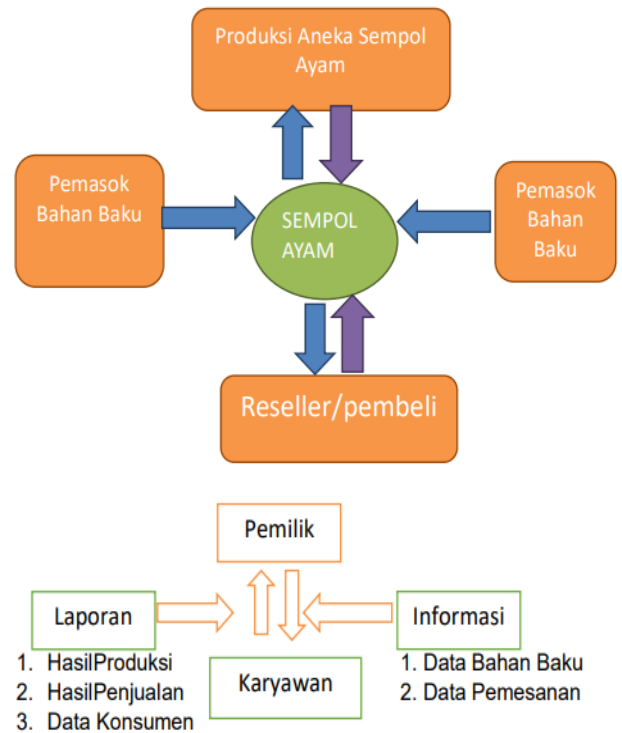 Produksi Aneka Sempol
Ayam
Pemasok
Bahan Baku
SEMPOL
AYAM
Pemasok
Bahan
Baku
Reseller/pembeli
Pemilik
Laporan
1. HasilProduksi
2. HasilPenjualan
3. Data Konsumen
Karyawan
Informasi
1. Data Bahan Baku
2. Data Pemesanan